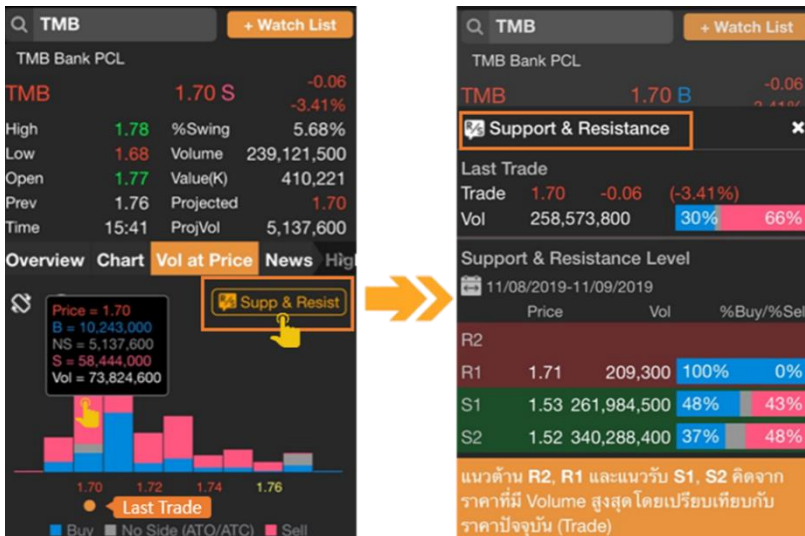 TMB
+ Watch List
TMB Bank PCL
TMB 1.70 S -0.06
-3.41%
High 1.78 %Swing 5.68%
Low 1.68 Volume 239,121,500
Open 1.77 Value(K) 410,221
Prev 1.76 Projected 1.70
Time 15:41 ProjVol 5,137,600
Overview Chart Vol at Price News Higl
Supp & Resist
Price = 1.70
B = 10,243,000
NS = 5,137,600
S = 58,444,000
Vol = 73,824,600
1.70 1.72 1.74 1.76
Last Trade
Buy No Side (ATO/ATC) Sell
TMB
+ Watch List
TMB Bank PCL
TMB 1.70 B -0.06
-3.41%
R/S Support & Resistance
Last Trade
Trade 1.70 -0.06 (-3.41%)
Vol 258,573,800 30% 66%
Support & Resistance Level
11/08/2019-11/09/2019
Price Vol %Buy/%Sel
R2
R1 1.71 209,300 100% 0%
S1 1.53 261,984,500 48% 43%
S2 1.52 340,288,400 37% 48%
แนวต้าน R2, R1 และแนวรับ S1, S2 คิดจาก
ราคาที่มี Volume สูงสุด โดยเปรียบเทียบกับ
ราคาปัจจุบัน (Trade)